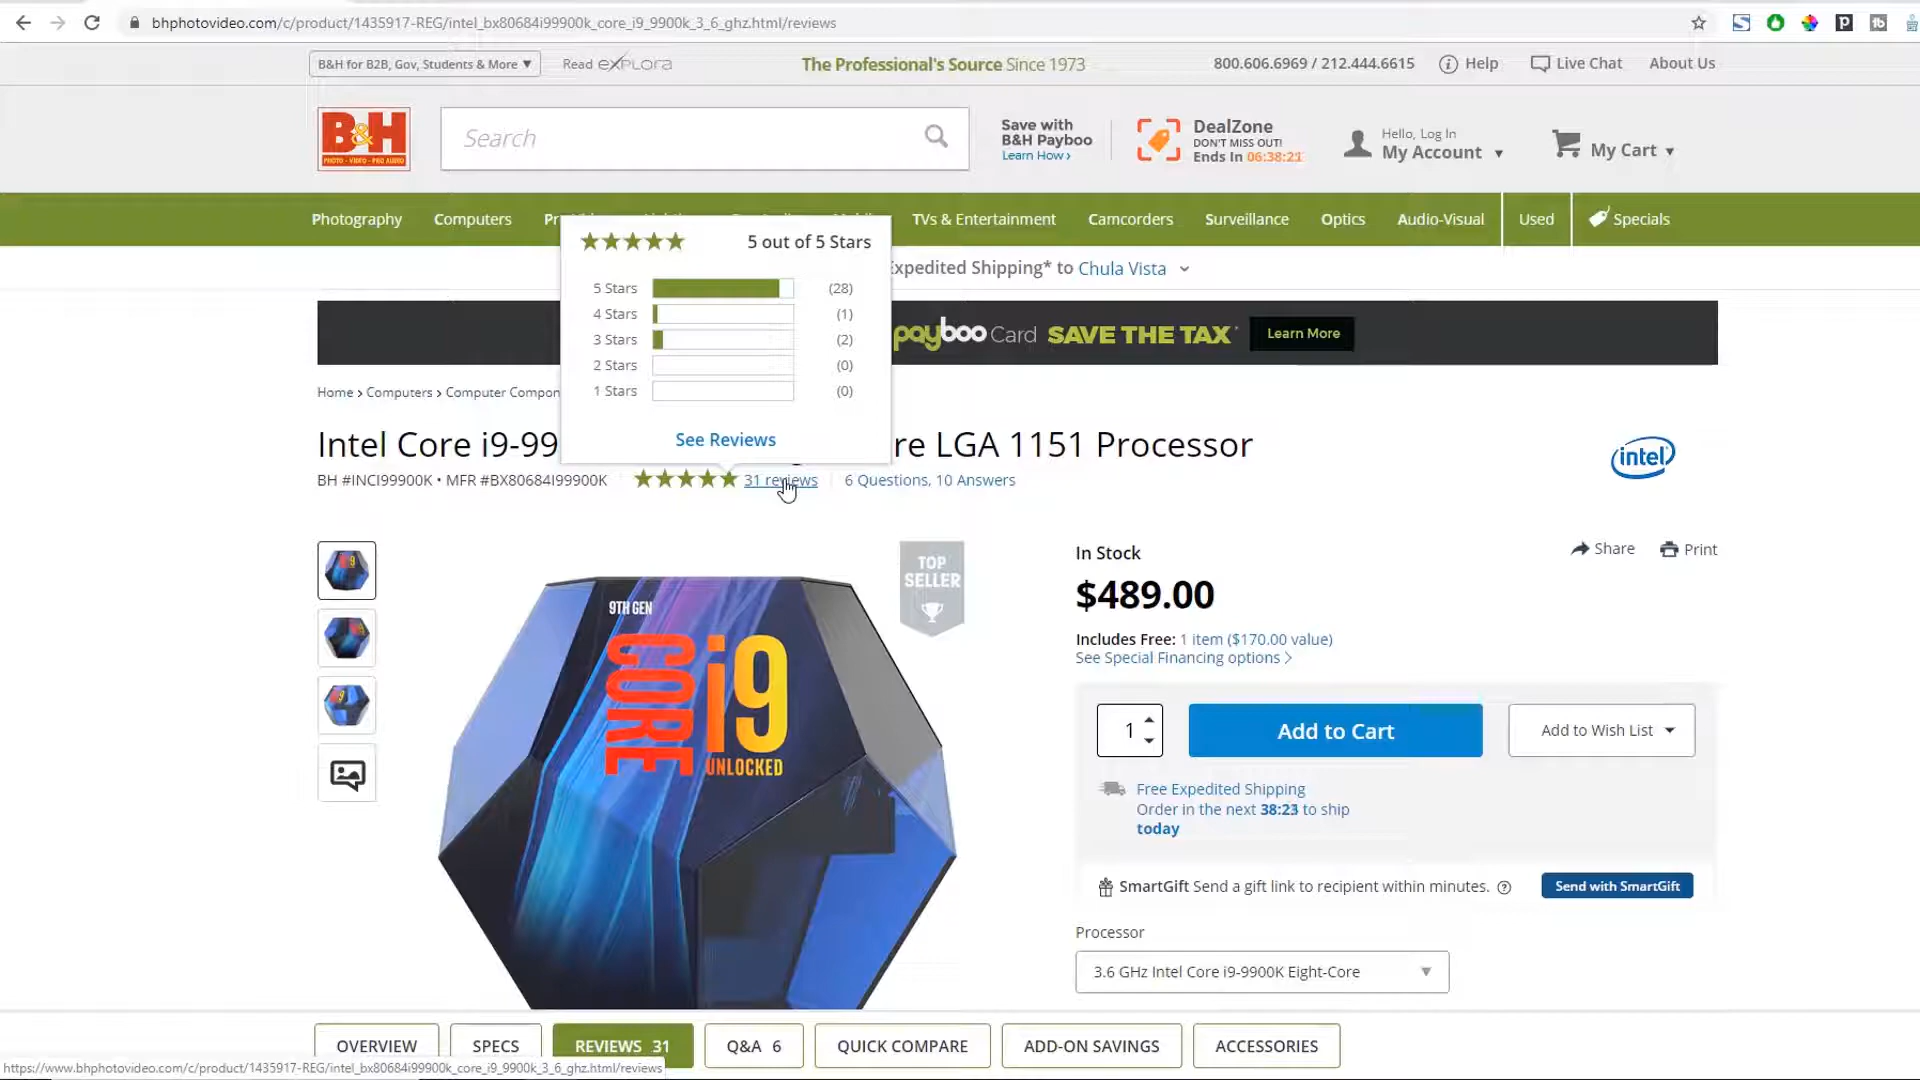 bhphotovideo.com/c/product/1435917-REG/intel_bx80684i99900k_core_i9_9900k_3_6_ghz.html/reviews
B&H for B2B, Gov, Students & More ▼
Read eXPLORA
The Professional's Source Since 1973
800.606.6969 / 212.444.6615
Help
Live Chat
About Us
B&H
PHOTO - VIDEO - PRO AUDIO
Search
Save with
B&H Payboo
Learn How ›
DealZone
DON'T MISS OUT!
Ends In 06:38:21
Hello, Log In
My Account ▼
My Cart ▼
Photography
Computers
TVs & Entertainment
Camcorders
Surveillance
Optics
Audio-Visual
Used
Specials
5 out of 5 Stars
5 Stars (28)
4 Stars (1)
3 Stars (2)
2 Stars (0)
1 Stars (0)
See Reviews
xpedited Shipping* to Chula Vista
payboo Card SAVE THE TAX* Learn More
Home › Computers › Computer Compon
Intel Core i9-99 re LGA 1151 Processor
intel
BH #INCI99900K • MFR #BX80684I99900K
31 reviews
6 Questions, 10 Answers
TOP
SELLER
9TH GEN
CORE i9
UNLOCKED
In Stock
Share
Print
$489.00
Includes Free: 1 item ($170.00 value)
See Special Financing options >
1
Add to Cart
Add to Wish List
Free Expedited Shipping
Order in the next 38:23 to ship
today
SmartGift Send a gift link to recipient within minutes.
Send with SmartGift
Processor
3.6 GHz Intel Core i9-9900K Eight-Core
OVERVIEW
SPECS
REVIEWS 31
Q&A 6
QUICK COMPARE
ADD-ON SAVINGS
ACCESSORIES
https://www.bhphotovideo.com/c/product/1435917-REG/intel_bx80684i99900k_core_i9_9900k_3_6_ghz.html/reviews